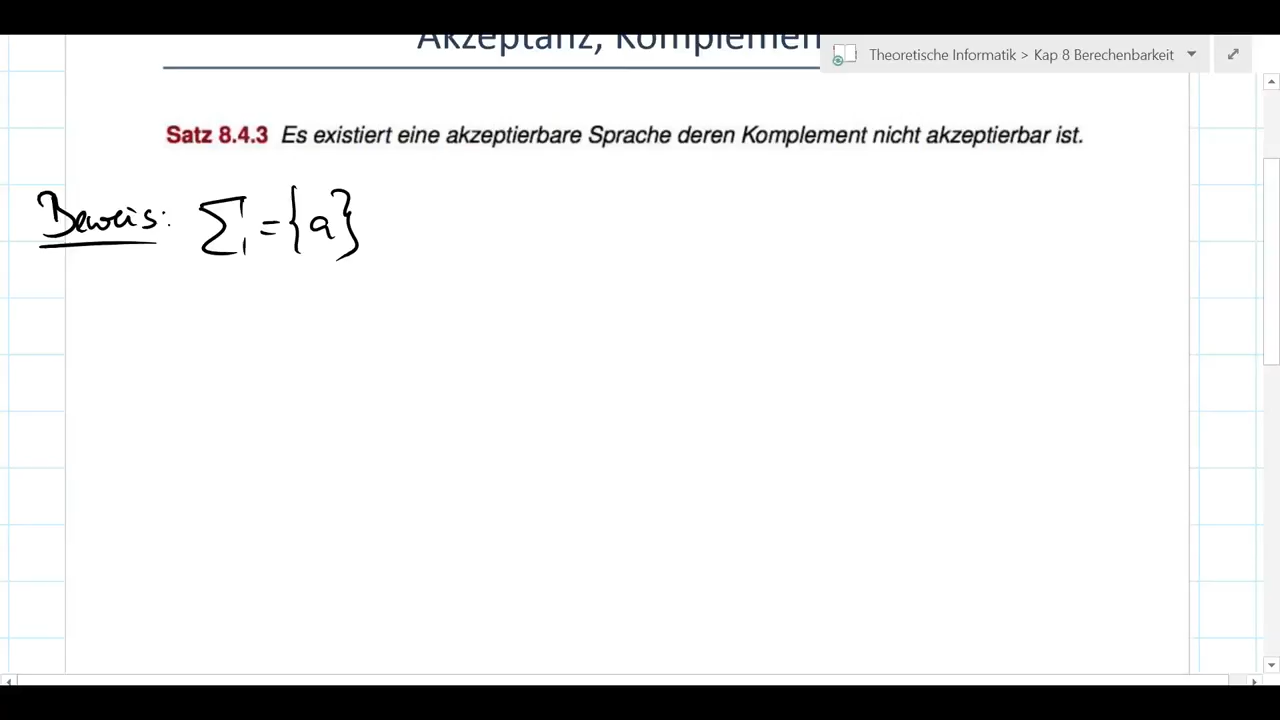 Akzeptanz, Komplemen
Theoretische Informatik > Kap 8 Berechenbarkeit
Satz 8.4.3 Es existiert eine akzeptierbare Sprache deren Komplement nicht akzeptierbar ist.
Beweis: Σ = {a}